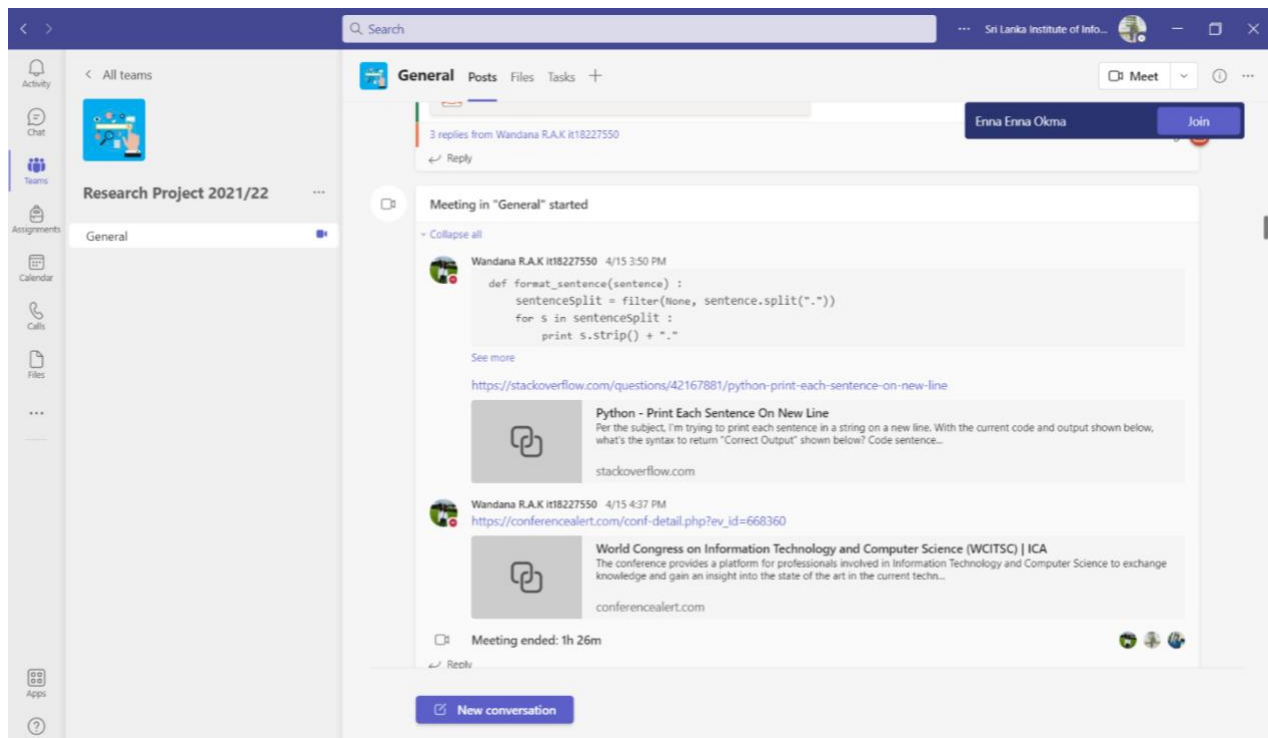 Search
Sri Lanka Institute of Info...
Activity
Chat
Teams
Assignments
Calendar
Calls
Files
Apps
All teams
Research Project 2021/22
General
General Posts Files Tasks
Meet
Enna Enna Okma
Join
3 replies from Wandana R.A.K it18227550
Reply
Meeting in "General" started
Collapse all
Wandana R.A.K it18227550 4/15 3:50 PM
def format_sentence(sentence) :
sentenceSplit = filter(None, sentence.split("."))
for s in sentenceSplit :
print s.strip() + "."
See more
https://stackoverflow.com/questions/42167881/python-print-each-sentence-on-new-line
Python - Print Each Sentence On New Line
Per the subject, I'm trying to print each sentence in a string on a new line. With the current code and output shown below,
what's the syntax to return "Correct Output" shown below? Code sentence...
stackoverflow.com
Wandana R.A.K it18227550 4/15 4:37 PM
https://conferencealert.com/conf-detail.php?ev_id=668360
World Congress on Information Technology and Computer Science (WCITSC) | ICA
The conference provides a platform for professionals involved in Information Technology and Computer Science to exchange
knowledge and gain an insight into the state of the art in the current techn...
conferencealert.com
Meeting ended: 1h 26m
Reply
New conversation